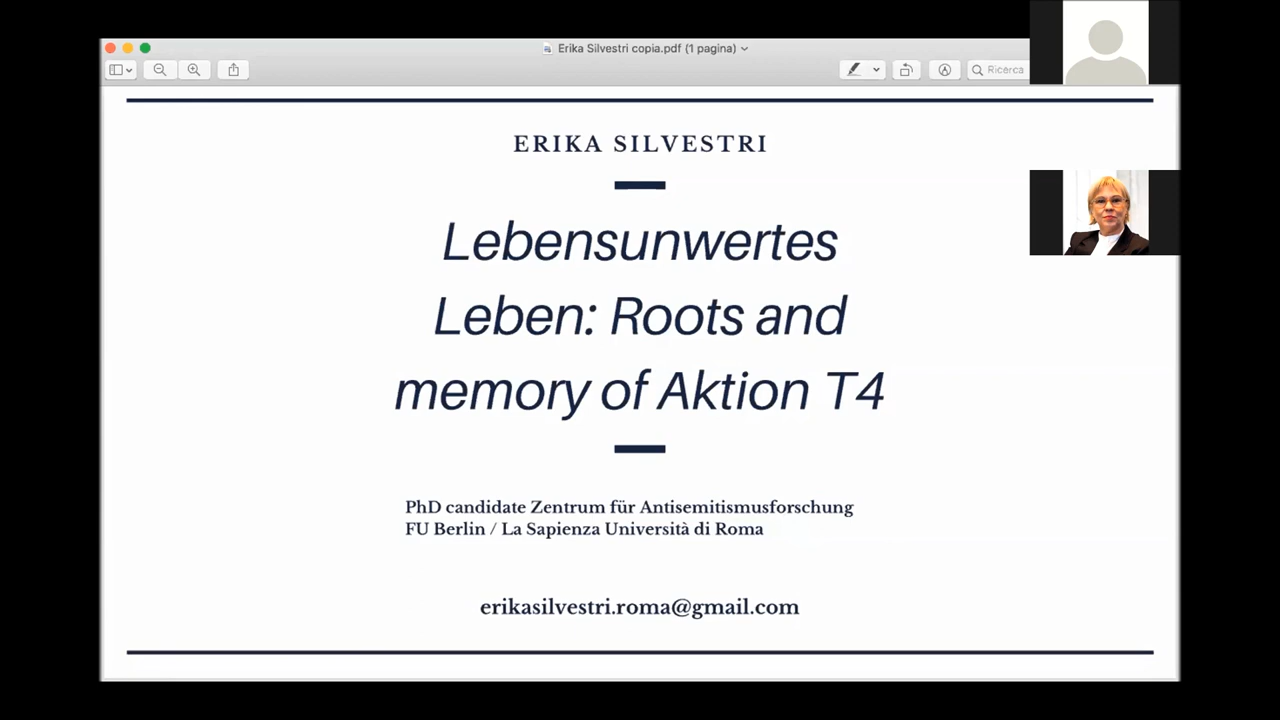 Erika Silvestri copia.pdf (1 pagina)
Ricerca
ERIKA SILVESTRI
Lebensunwertes
Leben: Roots and
memory of Aktion T4
PhD candidate Zentrum für Antisemitismusforschung
FU Berlin / La Sapienza Università di Roma
erikasilvestri.roma@gmail.com